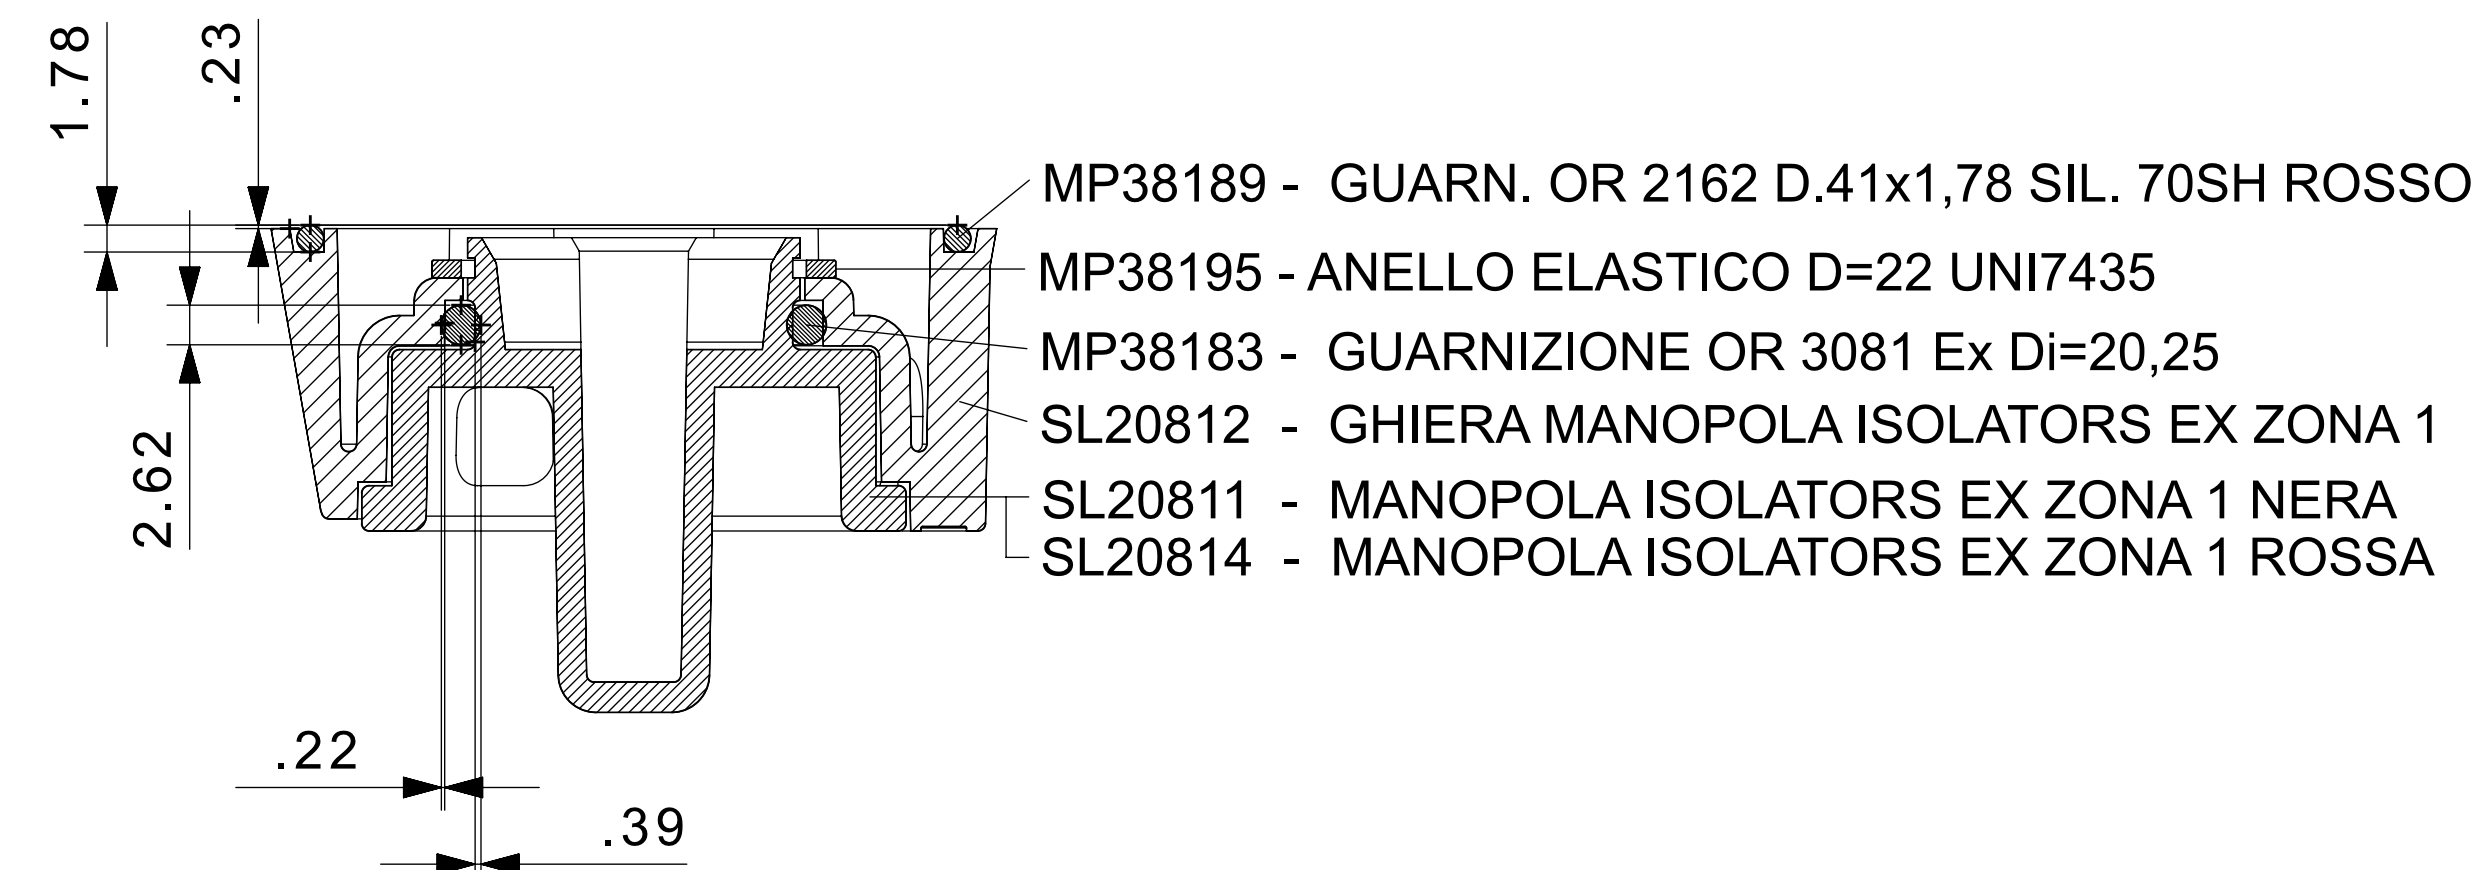 1.78
.23
MP38189 - GUARN. OR 2162 D.41x1,78 SIL. 70SH ROSSO
MP38195 - ANELLO ELASTICO D=22 UNI7435
MP38183 - GUARNIZIONE OR 3081 Ex Di=20,25
SL20812 - GHIERA MANOPOLA ISOLATORS EX ZONA 1
2.62
SL20811 - MANOPOLA ISOLATORS EX ZONA 1 NERA
SL20814 - MANOPOLA ISOLATORS EX ZONA 1 ROSSA
.22
.39